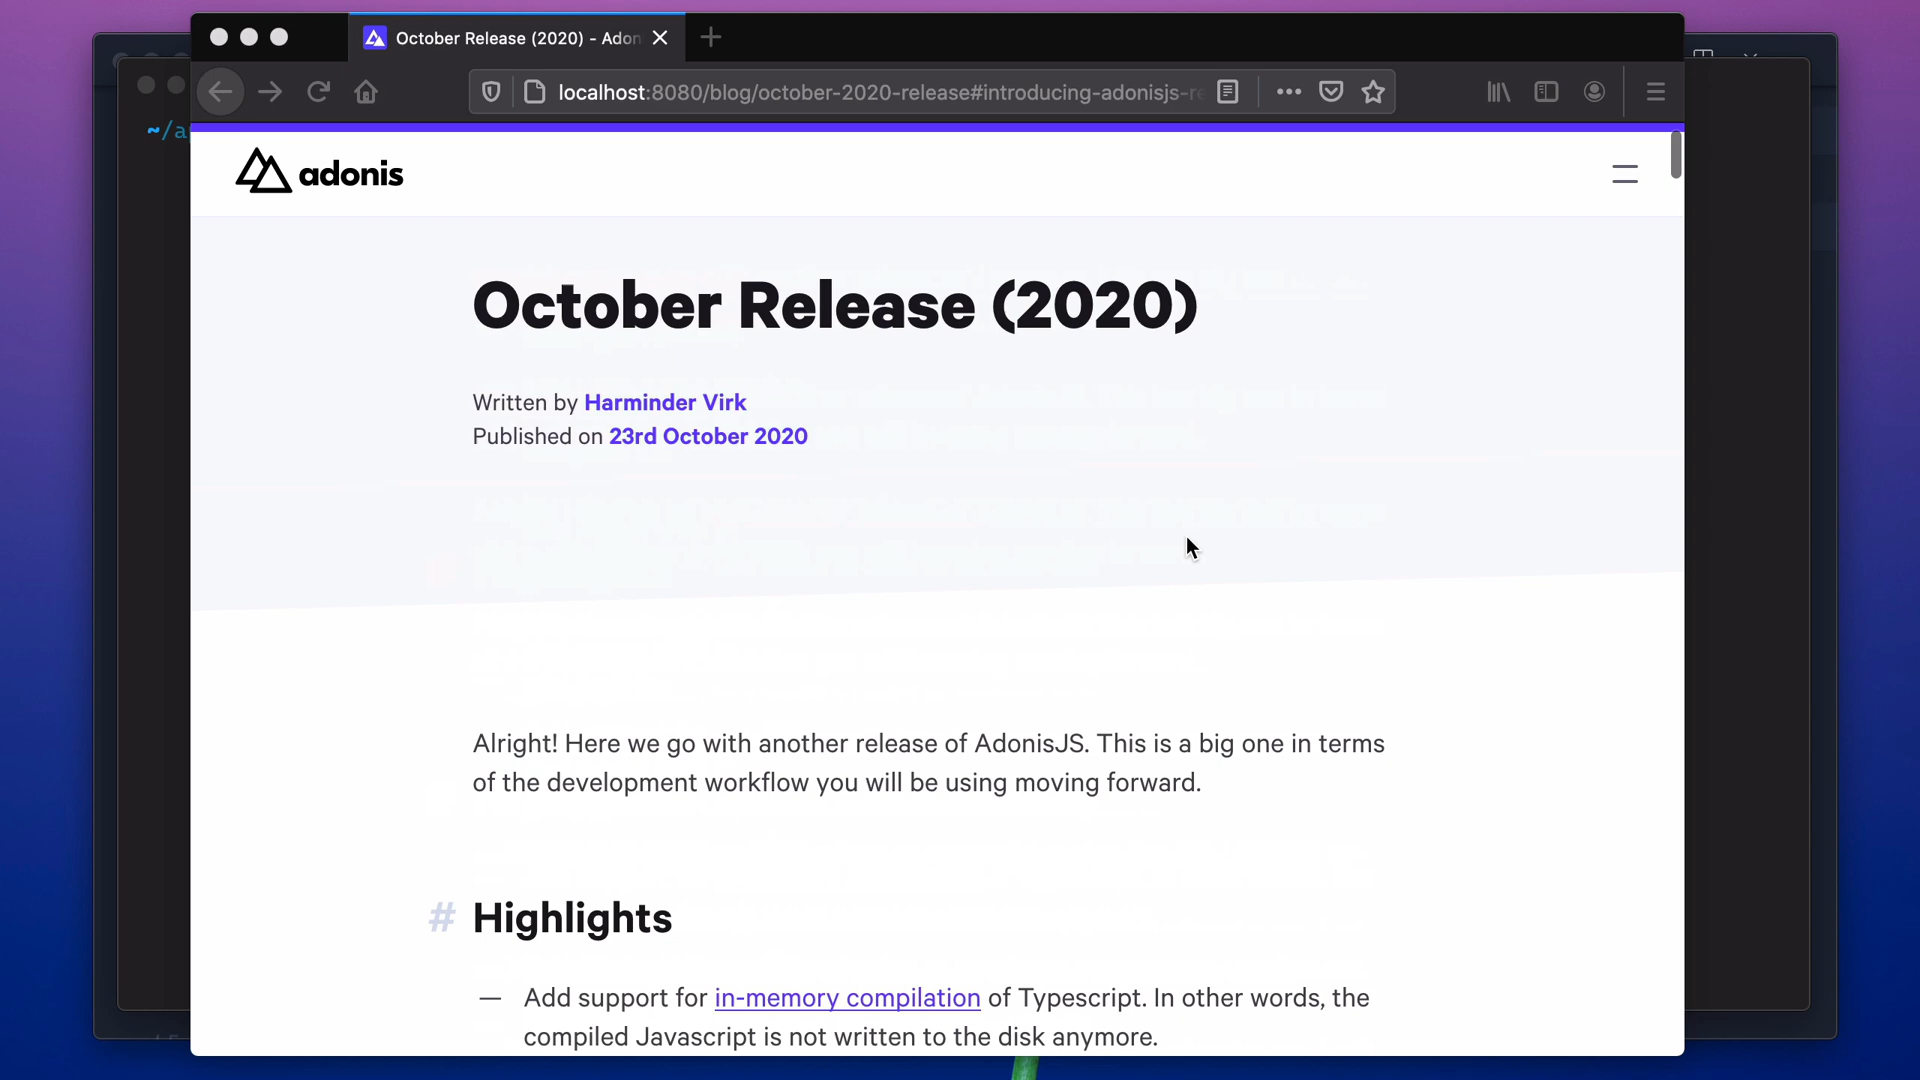 October Release (2020) - Adon
localhost:8080/blog/october-2020-release#introducing-adonisjs-re
~/a
adonis
October Release (2020)
Written by Harminder Virk
Published on 23rd October 2020
Alright! Here we go with another release of AdonisJS. This is a big one in terms
of the development workflow you will be using moving forward.
# Highlights
— Add support for in-memory compilation of Typescript. In other words, the
compiled Javascript is not written to the disk anymore.